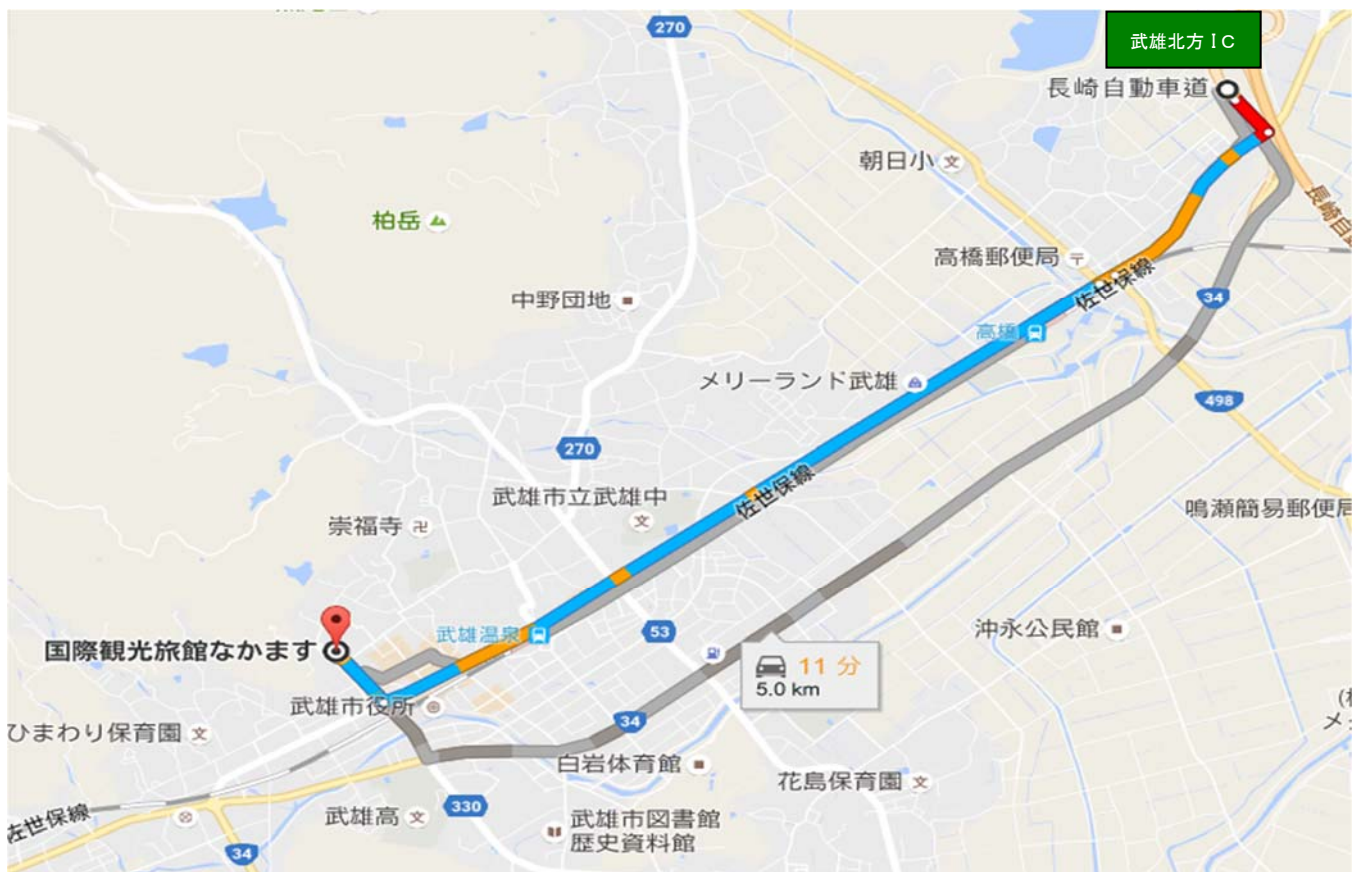 270
武雄北方IC
長崎自動車道
朝日小
長崎自
柏岳
高橋郵便局
佐世保線
中野団地
34
高橋
メリーランド武雄
498
270
佐世保線
武雄市立武雄中
鳴瀬簡易郵便局
崇福寺
武雄温泉
53
沖永公民館
国際観光旅館なかます
11 分
5.0 km
武雄市役所
34
ひまわり保育園
白岩体育館
花島保育園
330
武雄高
武雄市図書館
歴史資料館
佐世保線
34